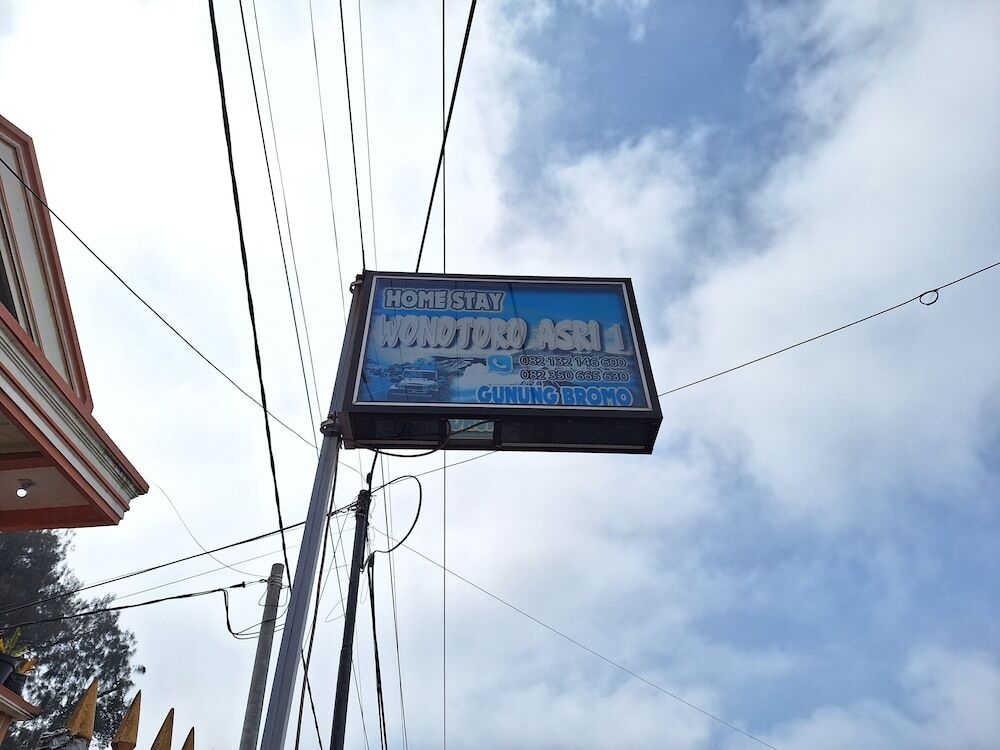 HOME STAY
WONOTORO ASRI 1
082 132 146 600
082 350 665 630
GUNUNG BROMO